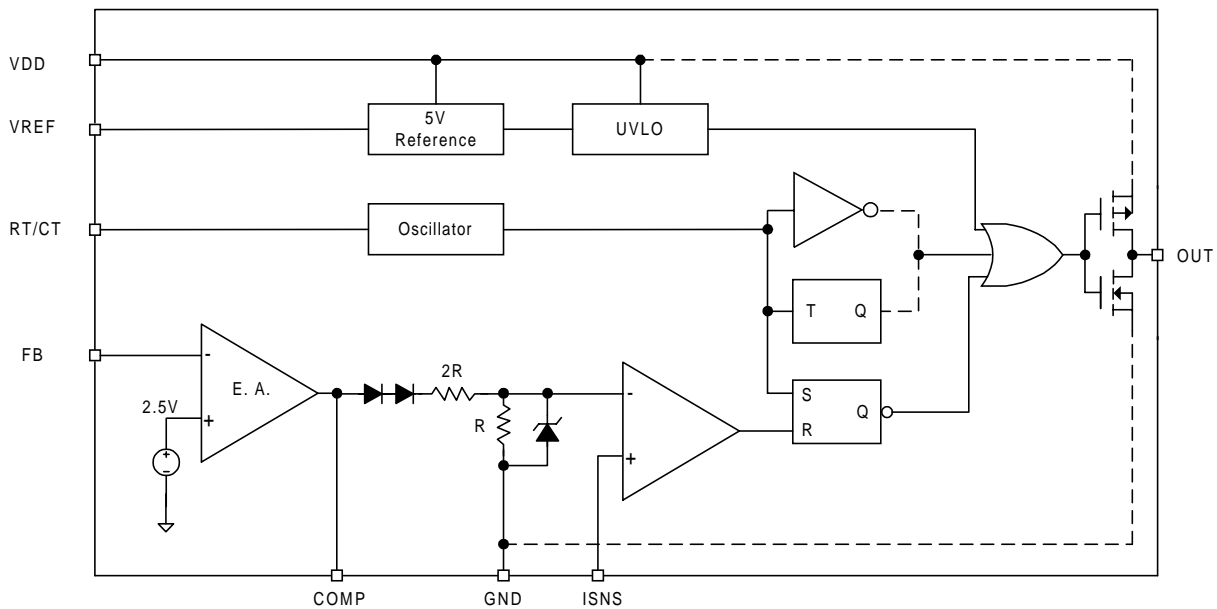 VDD
VREF
5V
Reference
UVLO
RT/CT
Oscillator
OUT
T Q
FB
-
E. A.
2.5V
+
+
-
2R
R
-
+
S
Q
R
COMP
GND
ISNS